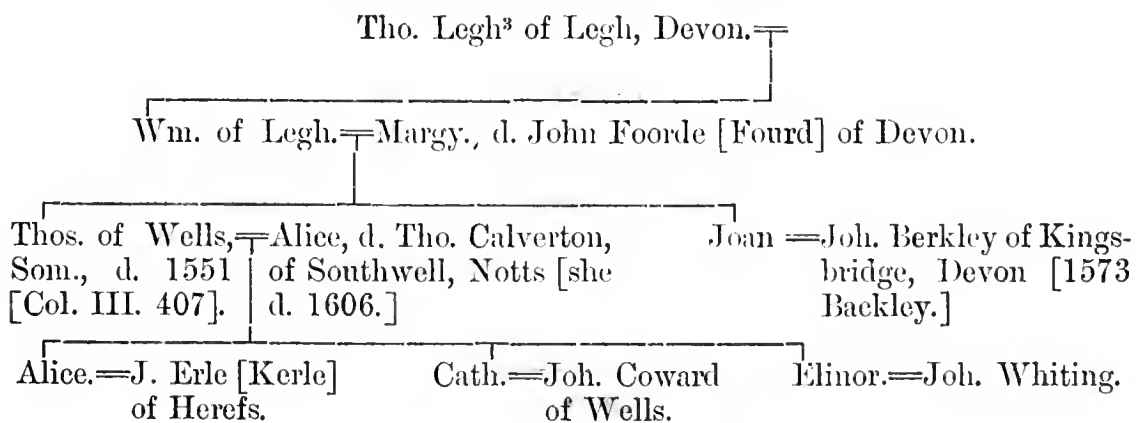 Tho. Legh³ of Legh, Devon.
Wm. of Legh.=Margy., d. John Foorde [Fourd] of Devon.
Thos. of Wells,
Som., d. 1551
[Col. III. 407].
=Alice, d. Tho. Calverton,
of Southwell, Notts [she
d. 1606.]
Joan
=Joh. Berkley of Kings-
bridge, Devon [1573
Backley.]
Alice.=J. Erle [Kerle]
of Herefs.
Cath.=Joh. Coward
of Wells.
Elinor.=Joh. Whiting.